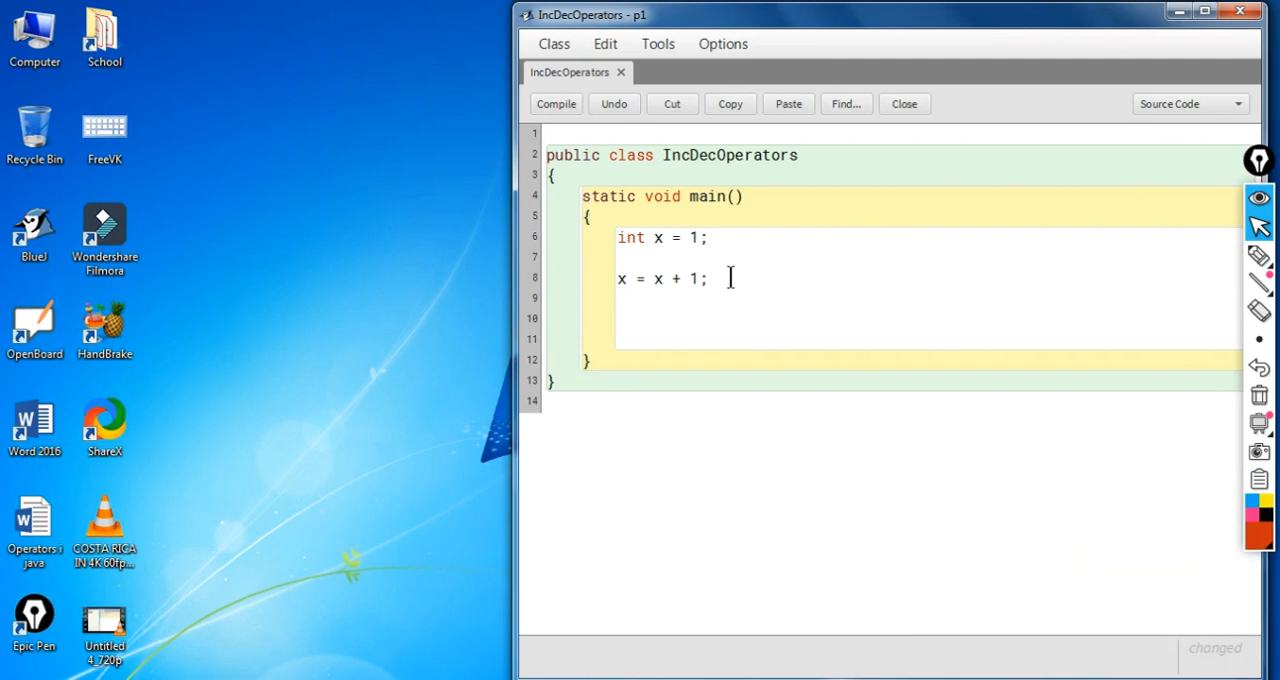 Computer
School
Recycle Bin
FreeVK
BlueJ
Wondershare
Filmora
OpenBoard
HandBrake
Word 2016
ShareX
Operators i
java
COSTA RICA
IN 4K 60fp...
Epic Pen
Untitled
4_720p
IncDecOperators - p1
Class Edit Tools Options
IncDecOperators
Compile Undo Cut Copy Paste Find... Close Source Code
1
2 public class IncDecOperators
3 {
4 static void main()
5 {
6 int x = 1;
7
8 x = x + 1;
9
10
11
12 }
13 }
14
changed